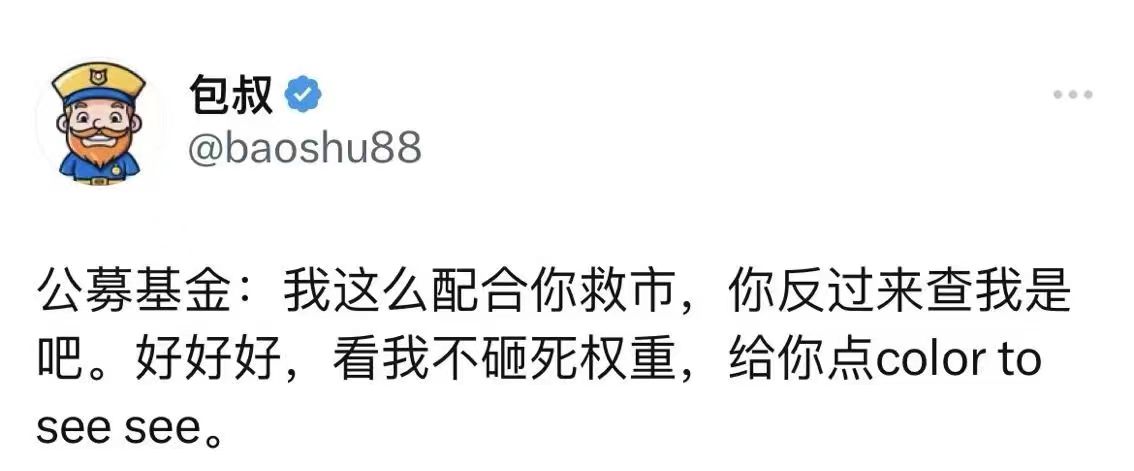 包叔
@baoshu88
公募基金：我这么配合你救市，你反过来查我是
吧。好好好，看我不砸死权重，给你点color to
see see。